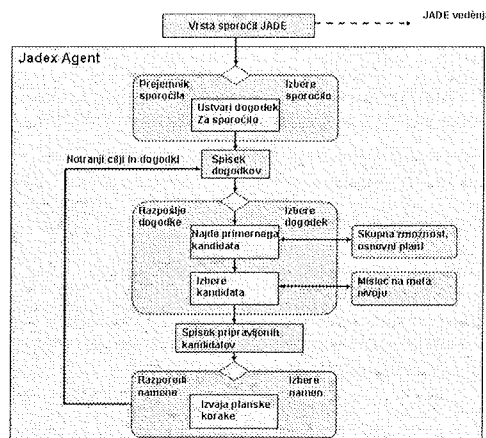 Vrsta sporočil JADE
JADE vedenj
Jadex Agent
Prejemnik
sporočila
Izbere
sporočilo
Ustvari dogodek
Za sporočilo
Notranji cilji in dogodki
Spisek
dogodkov
Razpošlje
dogodke
Izbere
dogodek
Najde primernega
kandidata
Skupna zmožnost,
osnovni plani
Izbere
kandidata
Mislec na meta
nivoju
Spisek pripravljenih
kandidatov
Razporedi
namene
Izbere
namen
Izvaja planske
korake